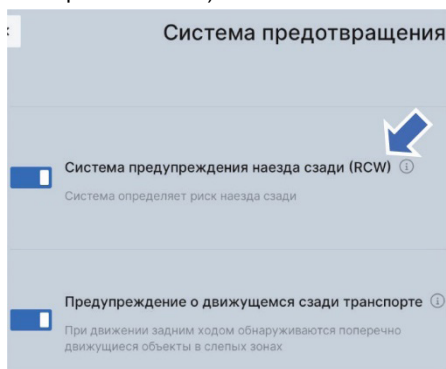 Система предотвращения
Система предупреждения наезда сзади (RCW)
Система определяет риск наезда сзади
Предупреждение о движущемся сзади транспорте
При движении задним ходом обнаруживаются поперечно
движущиеся объекты в слепых зонах